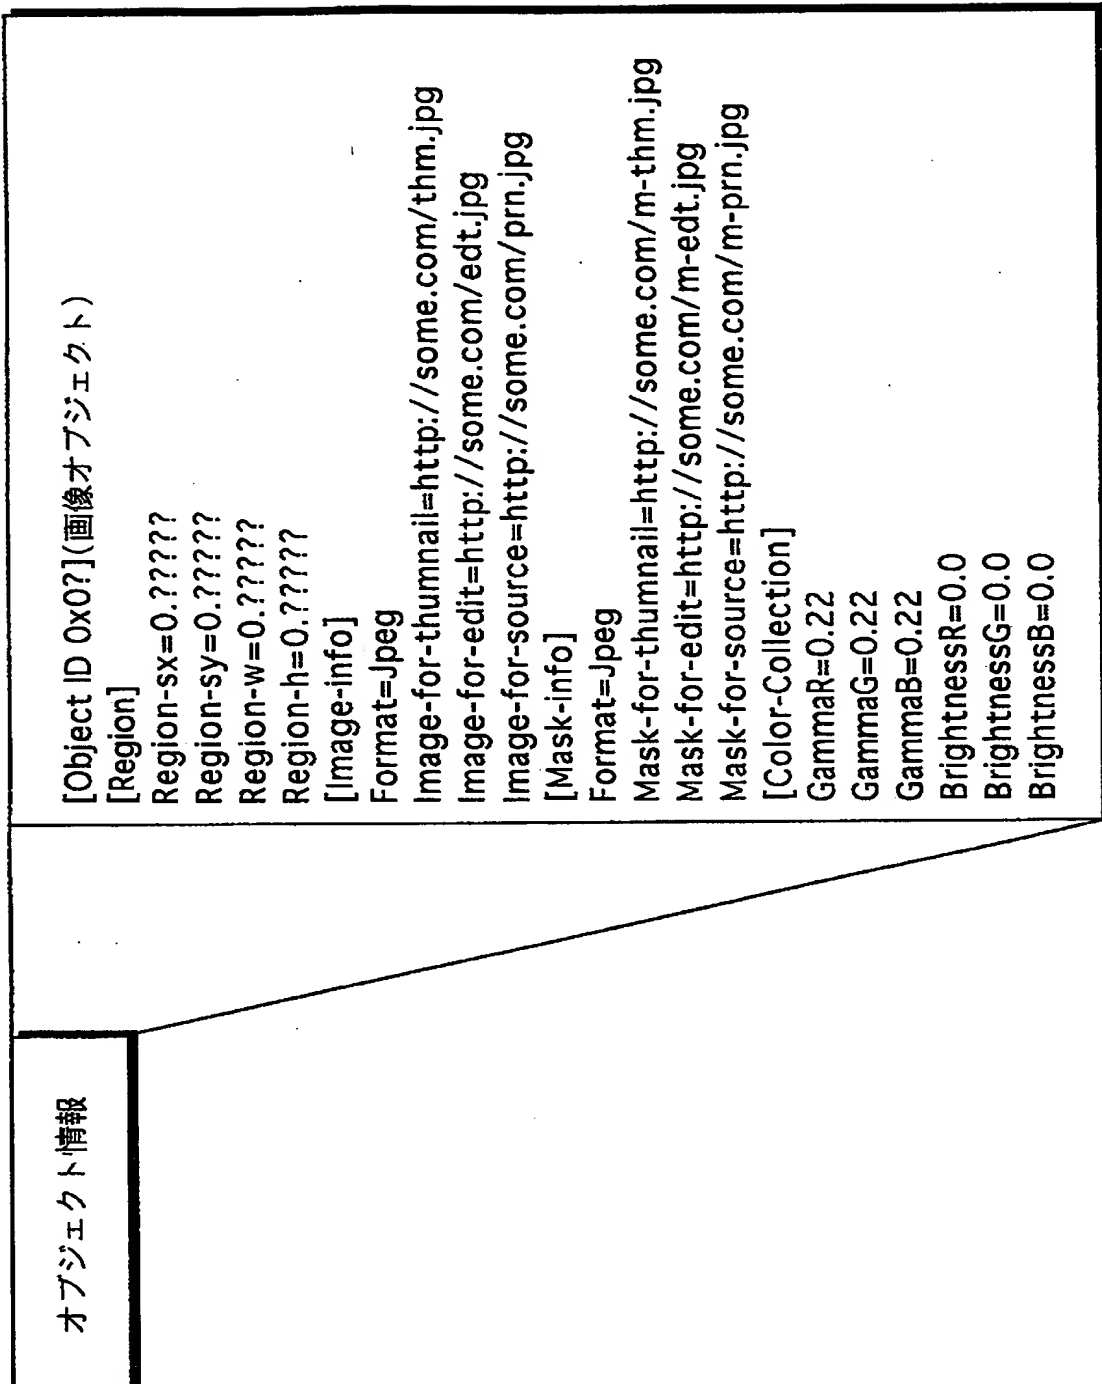 オブジェクト情報
[Object ID 0x0?](画像オブジェクト)
[Region]
Region-sx=0.?????
Region-sy=0.?????
Region-w=0.?????
Region-h=0.?????
[Image-info]
Format=Jpeg
Image-for-thumnail=http://some.com/thm.jpg
Image-for-edit=http://some.com/edt.jpg
Image-for-source=http://some.com/prn.jpg
[Mask-info]
Format=Jpeg
Mask-for-thumnail=http://some.com/m-thm.jpg
Mask-for-edit=http://some.com/m-edt.jpg
Mask-for-source=http://some.com/m-prn.jpg
[Color-Collection]
GammaR=0.22
GammaG=0.22
GammaB=0.22
BrightnessR=0.0
BrightnessG=0.0
BrightnessB=0.0